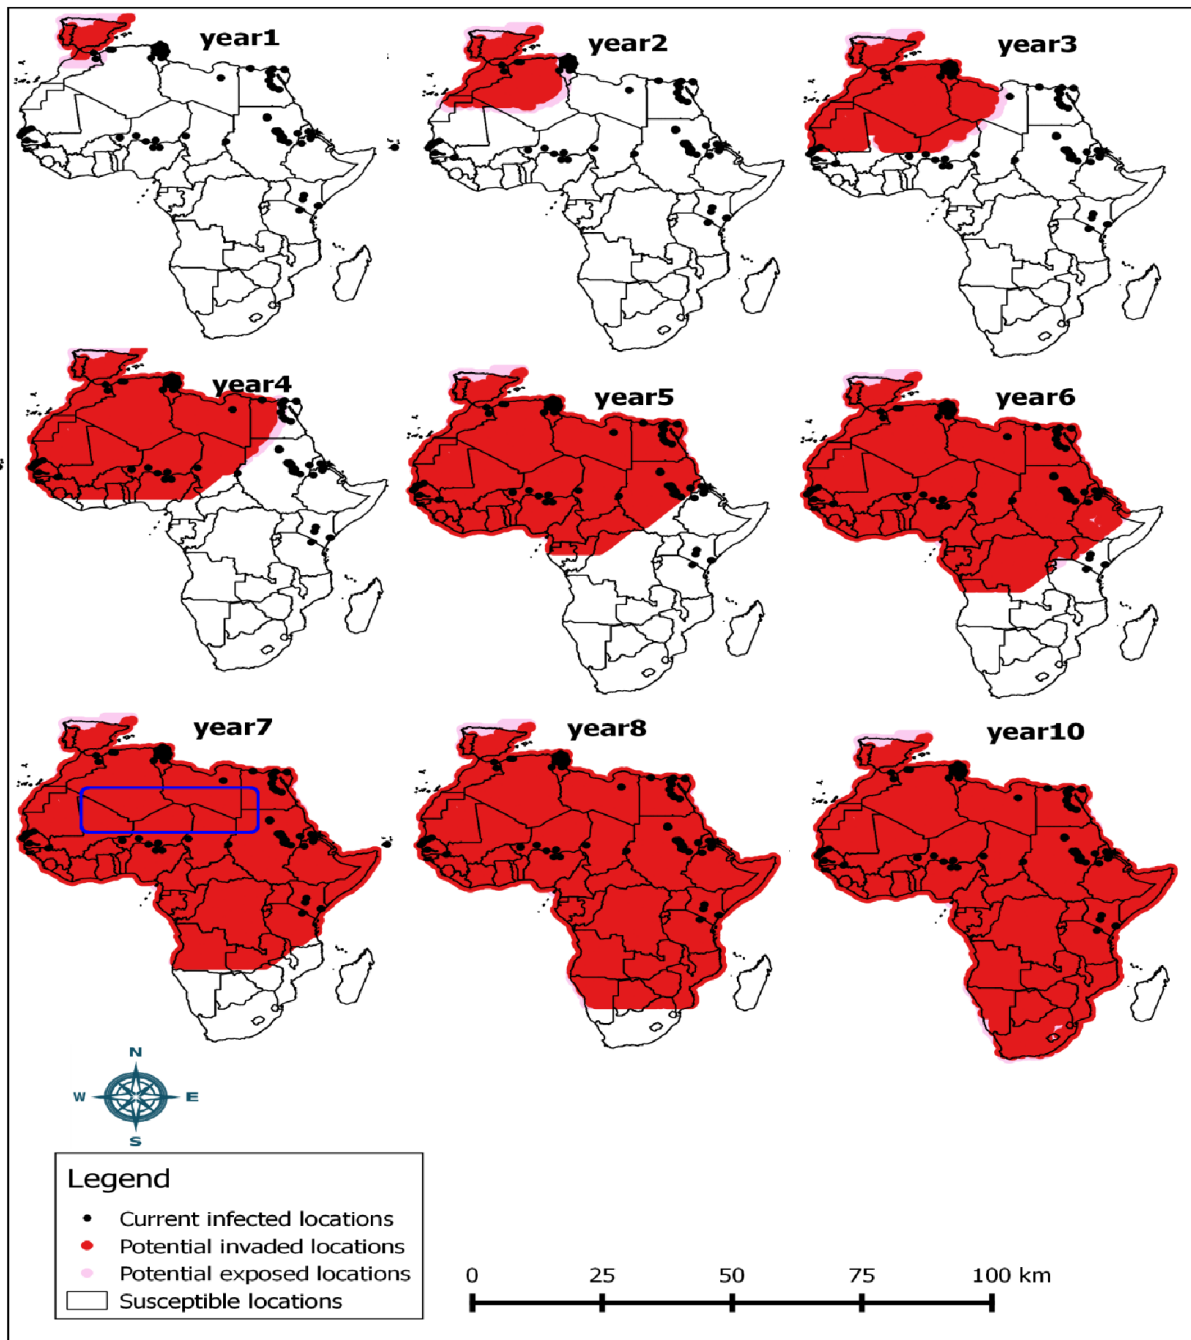 year1
year2
year3
year4
year5
year6
year7
year8
year10
N
W E
S
Legend
Current infected locations
Potential invaded locations
Potential exposed locations
Susceptible locations
0 25 50 75 100 km